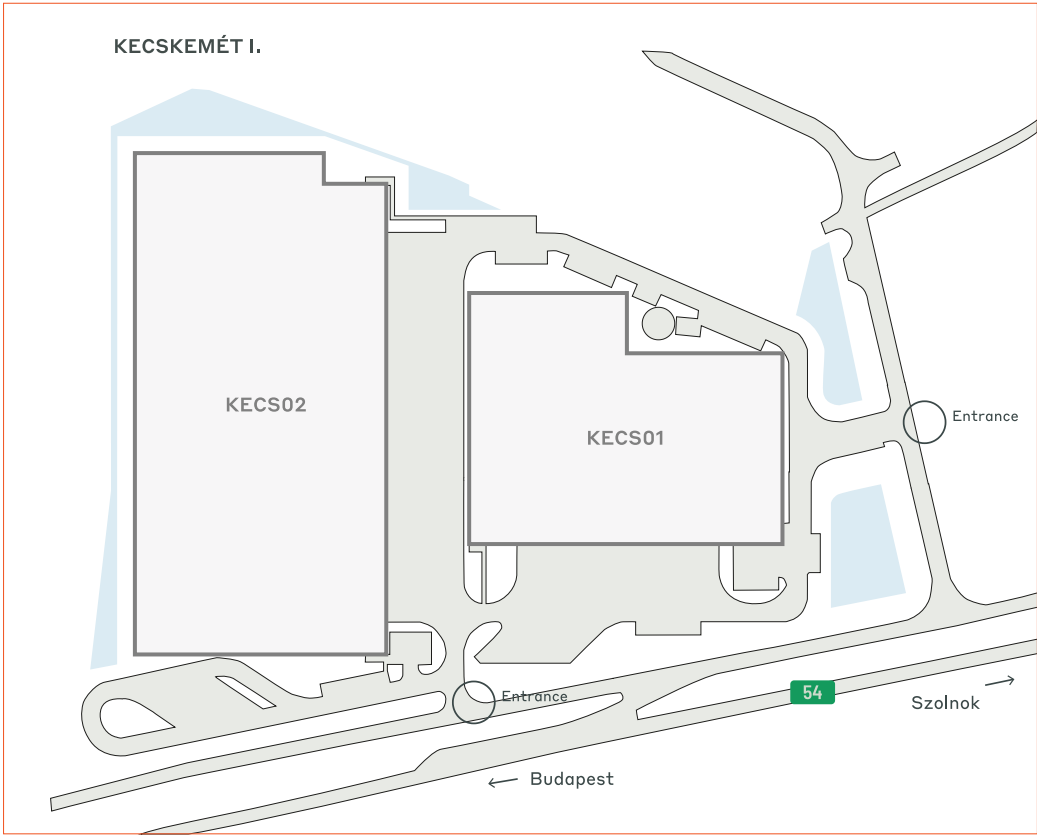 KECSKEMÉT I.
KECS02
Entrance
KECS01
54
Entrance
Szolnok →
← Budapest